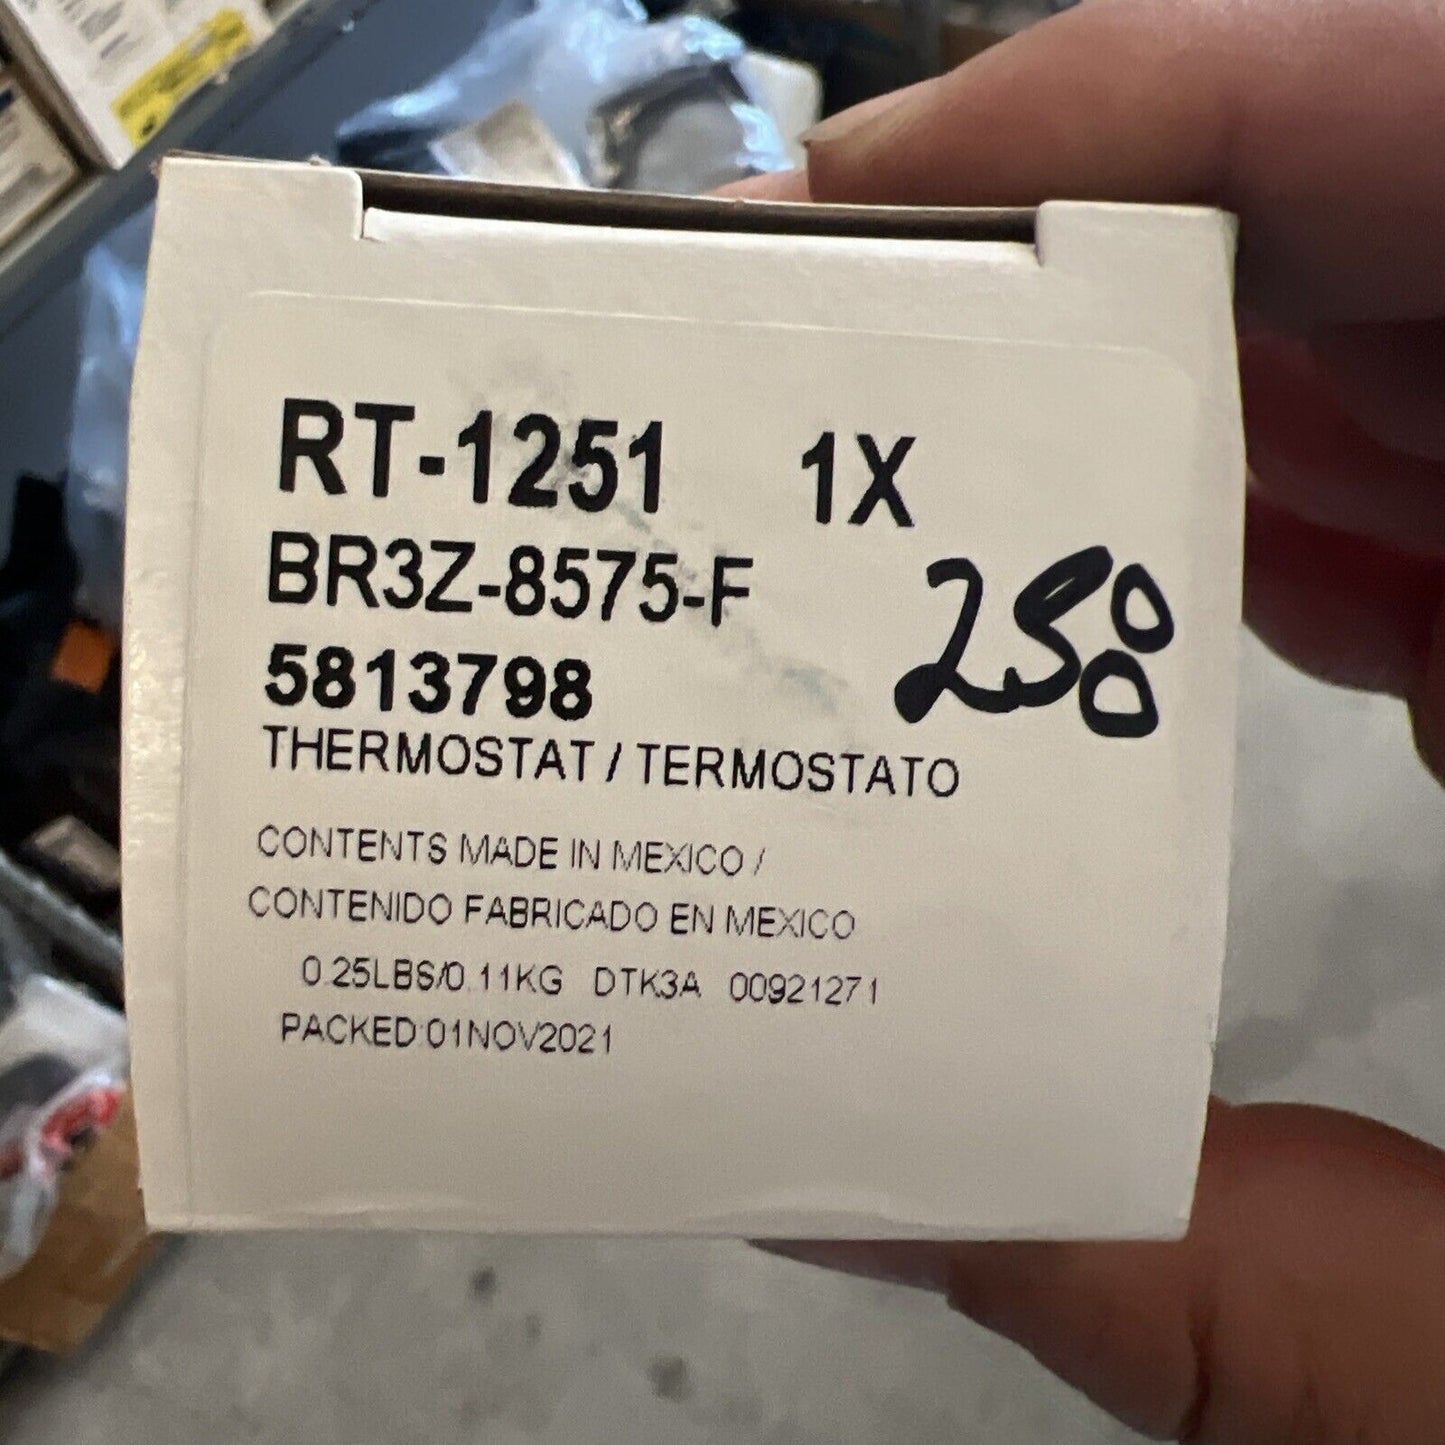 RT-1251 1X
BR3Z-8575-F
5813798
2500
THERMOSTAT / TERMOSTATO
CONTENTS MADE IN MEXICO /
CONTENIDO FABRICADO EN MEXICO
0.25LBS/0.11KG DTK3A 00921271
PACKED:01NOV2021